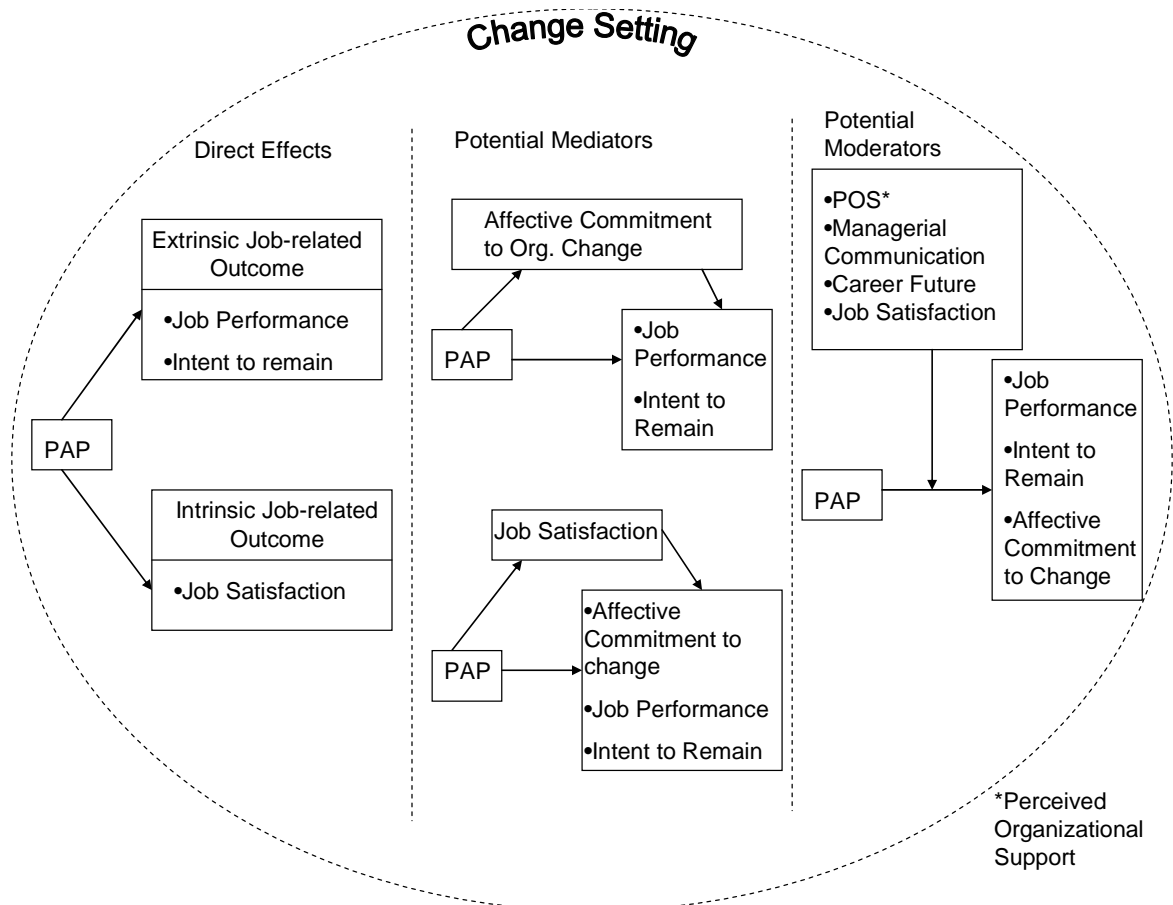 Change Setting
Direct Effects
Extrinsic Job-related
Outcome
•Job Performance
•Intent to remain
PAP
Intrinsic Job-related
Outcome
•Job Satisfaction
Potential Mediators
Affective Commitment
to Org. Change
PAP
•Job
Performance
•Intent to
Remain
Job Satisfaction
PAP
•Affective
Commitment to
change
•Job Performance
•Intent to Remain
Potential
Moderators
•POS*
•Managerial
Communication
•Career Future
•Job Satisfaction
PAP
•Job
Performance
•Intent to
Remain
•Affective
Commitment
to Change
*Perceived
Organizational
Support